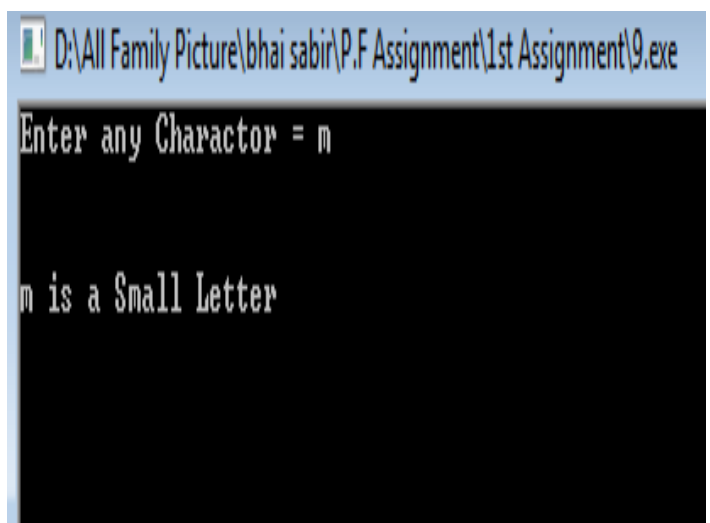 D:\All Family Picture\bhai sabir\P.F Assignment\1st Assignment\9.exe
Enter any Charactor = m
m is a Small Letter